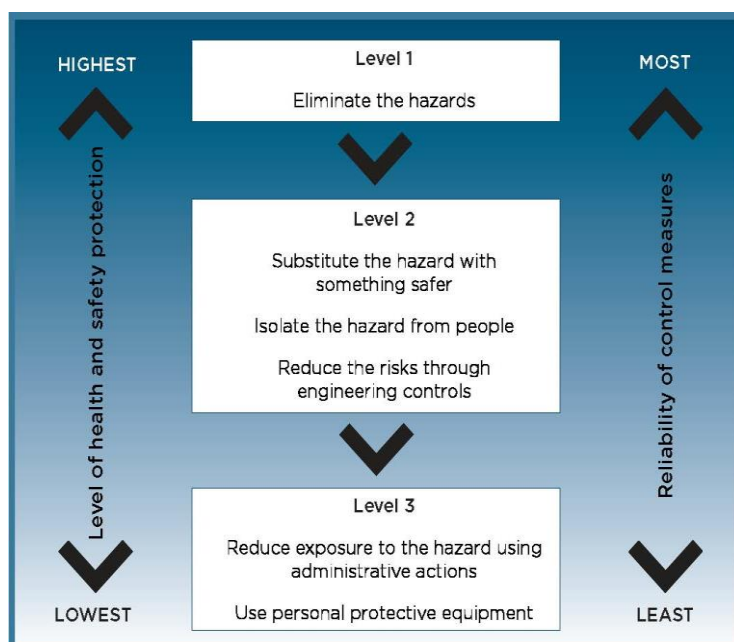 HIGHEST
Level 1
MOST
Eliminate the hazards
Level of health and safety protection
Level 2
Substitute the hazard with
something safer
Isolate the hazard from people
Reduce the risks through
engineering controls
Reliability of control measures
Level 3
Reduce exposure to the hazard using
administrative actions
Use personal protective equipment
LOWEST
LEAST